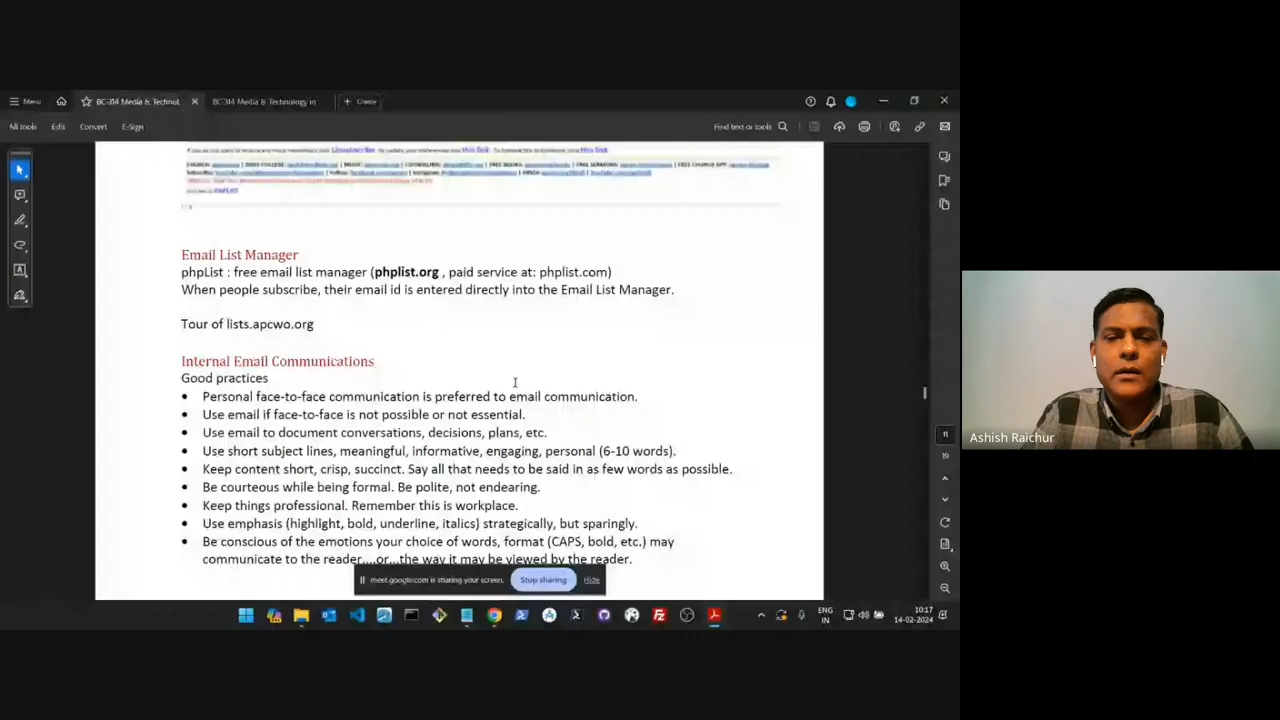 Menu
BC-314 Media & Technol.
BC-314 Media & Technology in
Create
All tools
Edit
Convert
E-Sign
Find text or tools
Email List Manager
phpList : free email list manager (phplist.org , paid service at: phplist.com)
When people subscribe, their email id is entered directly into the Email List Manager.
Tour of lists.apcwo.org
Internal Email Communications
Good practices
• Personal face-to-face communication is preferred to email communication.
• Use email if face-to-face is not possible or not essential.
• Use email to document conversations, decisions, plans, etc.
• Use short subject lines, meaningful, informative, engaging, personal (6-10 words).
• Keep content short, crisp, succinct. Say all that needs to be said in as few words as possible.
• Be courteous while being formal. Be polite, not endearing.
• Keep things professional. Remember this is workplace.
• Use emphasis (highlight, bold, underline, italics) strategically, but sparingly.
• Be conscious of the emotions your choice of words, format (CAPS, bold, etc.) may
communicate to the reader....or...the way it may be viewed by the reader.
meet.google.com is sharing your screen.
Stop sharing
Hide
11
19
ENG
IN
10:17
14-02-2024
Ashish Raichur